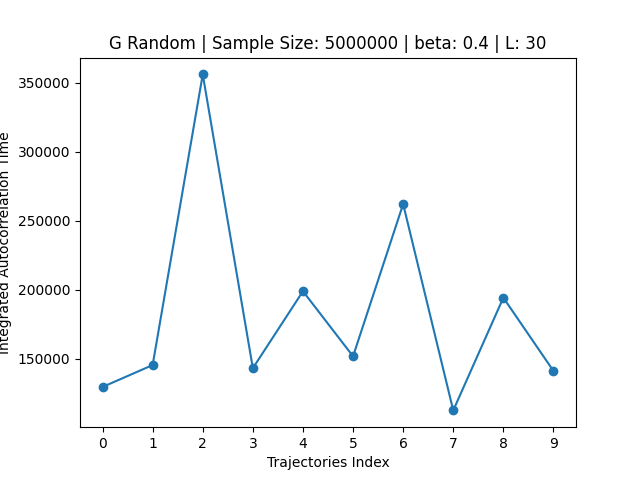 G Random | Sample Size: 5000000 | beta: 0.4 | L: 30
350000
300000
250000
200000
150000
Integrated Autocorrelation Time
0 1 2 3 4 5 6 7 8 9
Trajectories Index